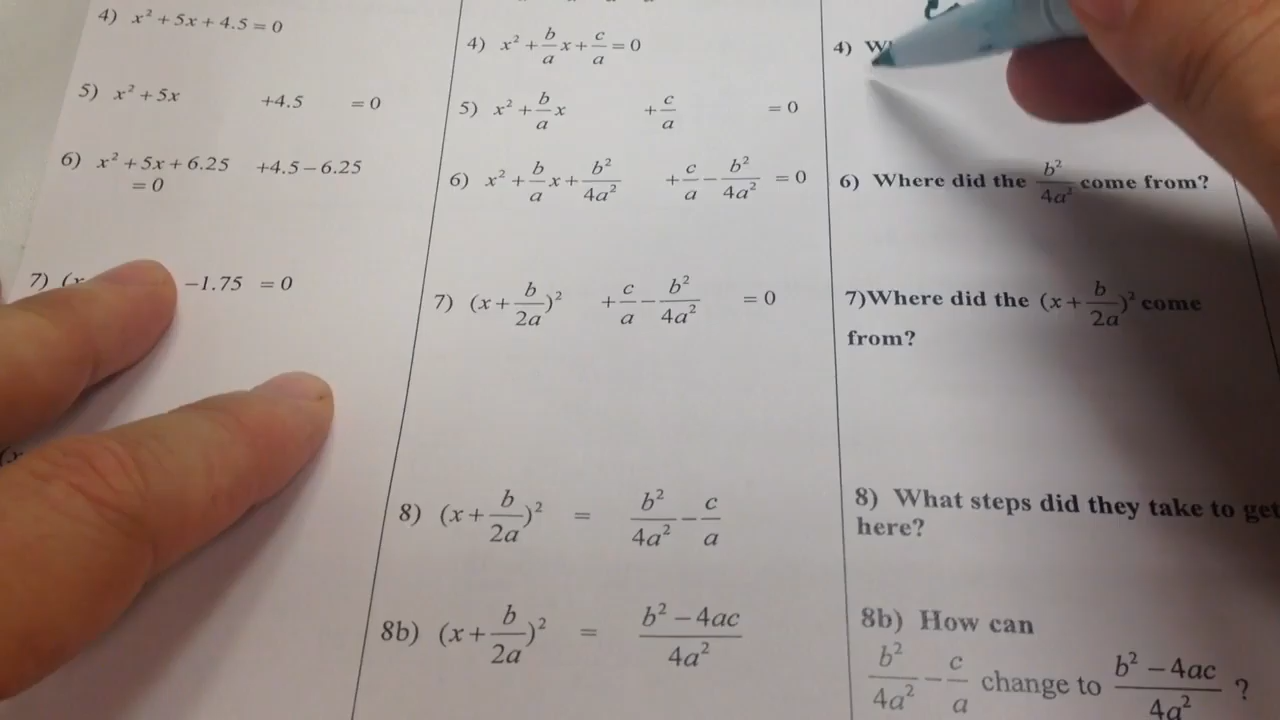 4) x² + 5x + 4.5 = 0
5) x² + 5x +4.5 = 0
6) x² + 5x + 6.25 +4.5 – 6.25
= 0
7) (x –1.75 = 0
(x
4) x² + b/a x + c/a = 0
5) x² + b/a x + c/a = 0
6) x² + b/a x + b²/4a² + c/a – b²/4a² = 0
7) (x + b/2a)² + c/a – b²/4a² = 0
8) (x + b/2a)² = b²/4a² – c/a
8b) (x + b/2a)² = b² – 4ac/4a²
4)
6) Where did the b²/4a² come from?
7)Where did the (x + b/2a)² come
from?
8) What steps did they take to get
here?
8b) How can
b²/4a² – c/a change to b² – 4ac/4a² ?